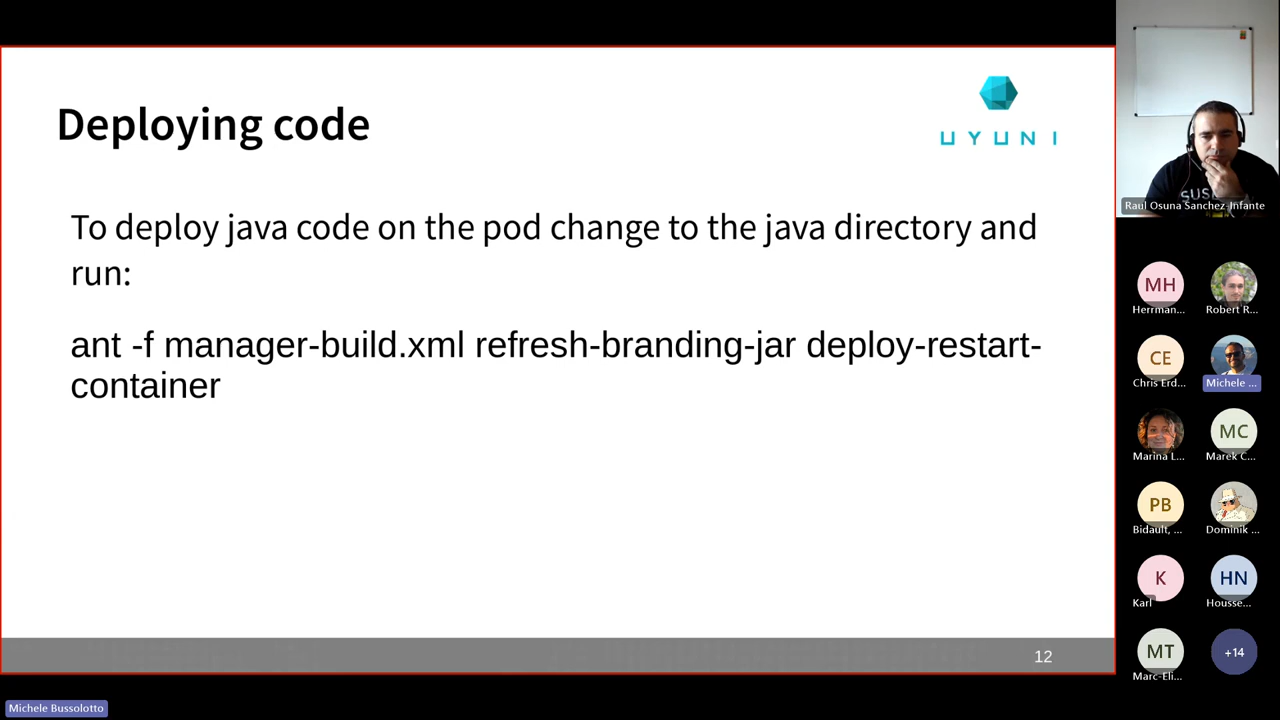 Deploying code
UYUNI
To deploy java code on the pod change to the java directory and
run:
ant -f manager-build.xml refresh-branding-jar deploy-restart-
container
12
Michele Bussolotto
SUS
Raul Osuna Sanchez-Infante
MH
Herrman...
Robert R...
CE
Chris Erd...
Michele ...
Marina L...
MC
Marek C...
PB
Bidault, ...
Dominik ...
K
Karl
HN
Housse...
MT
Marc-Eli...
+14